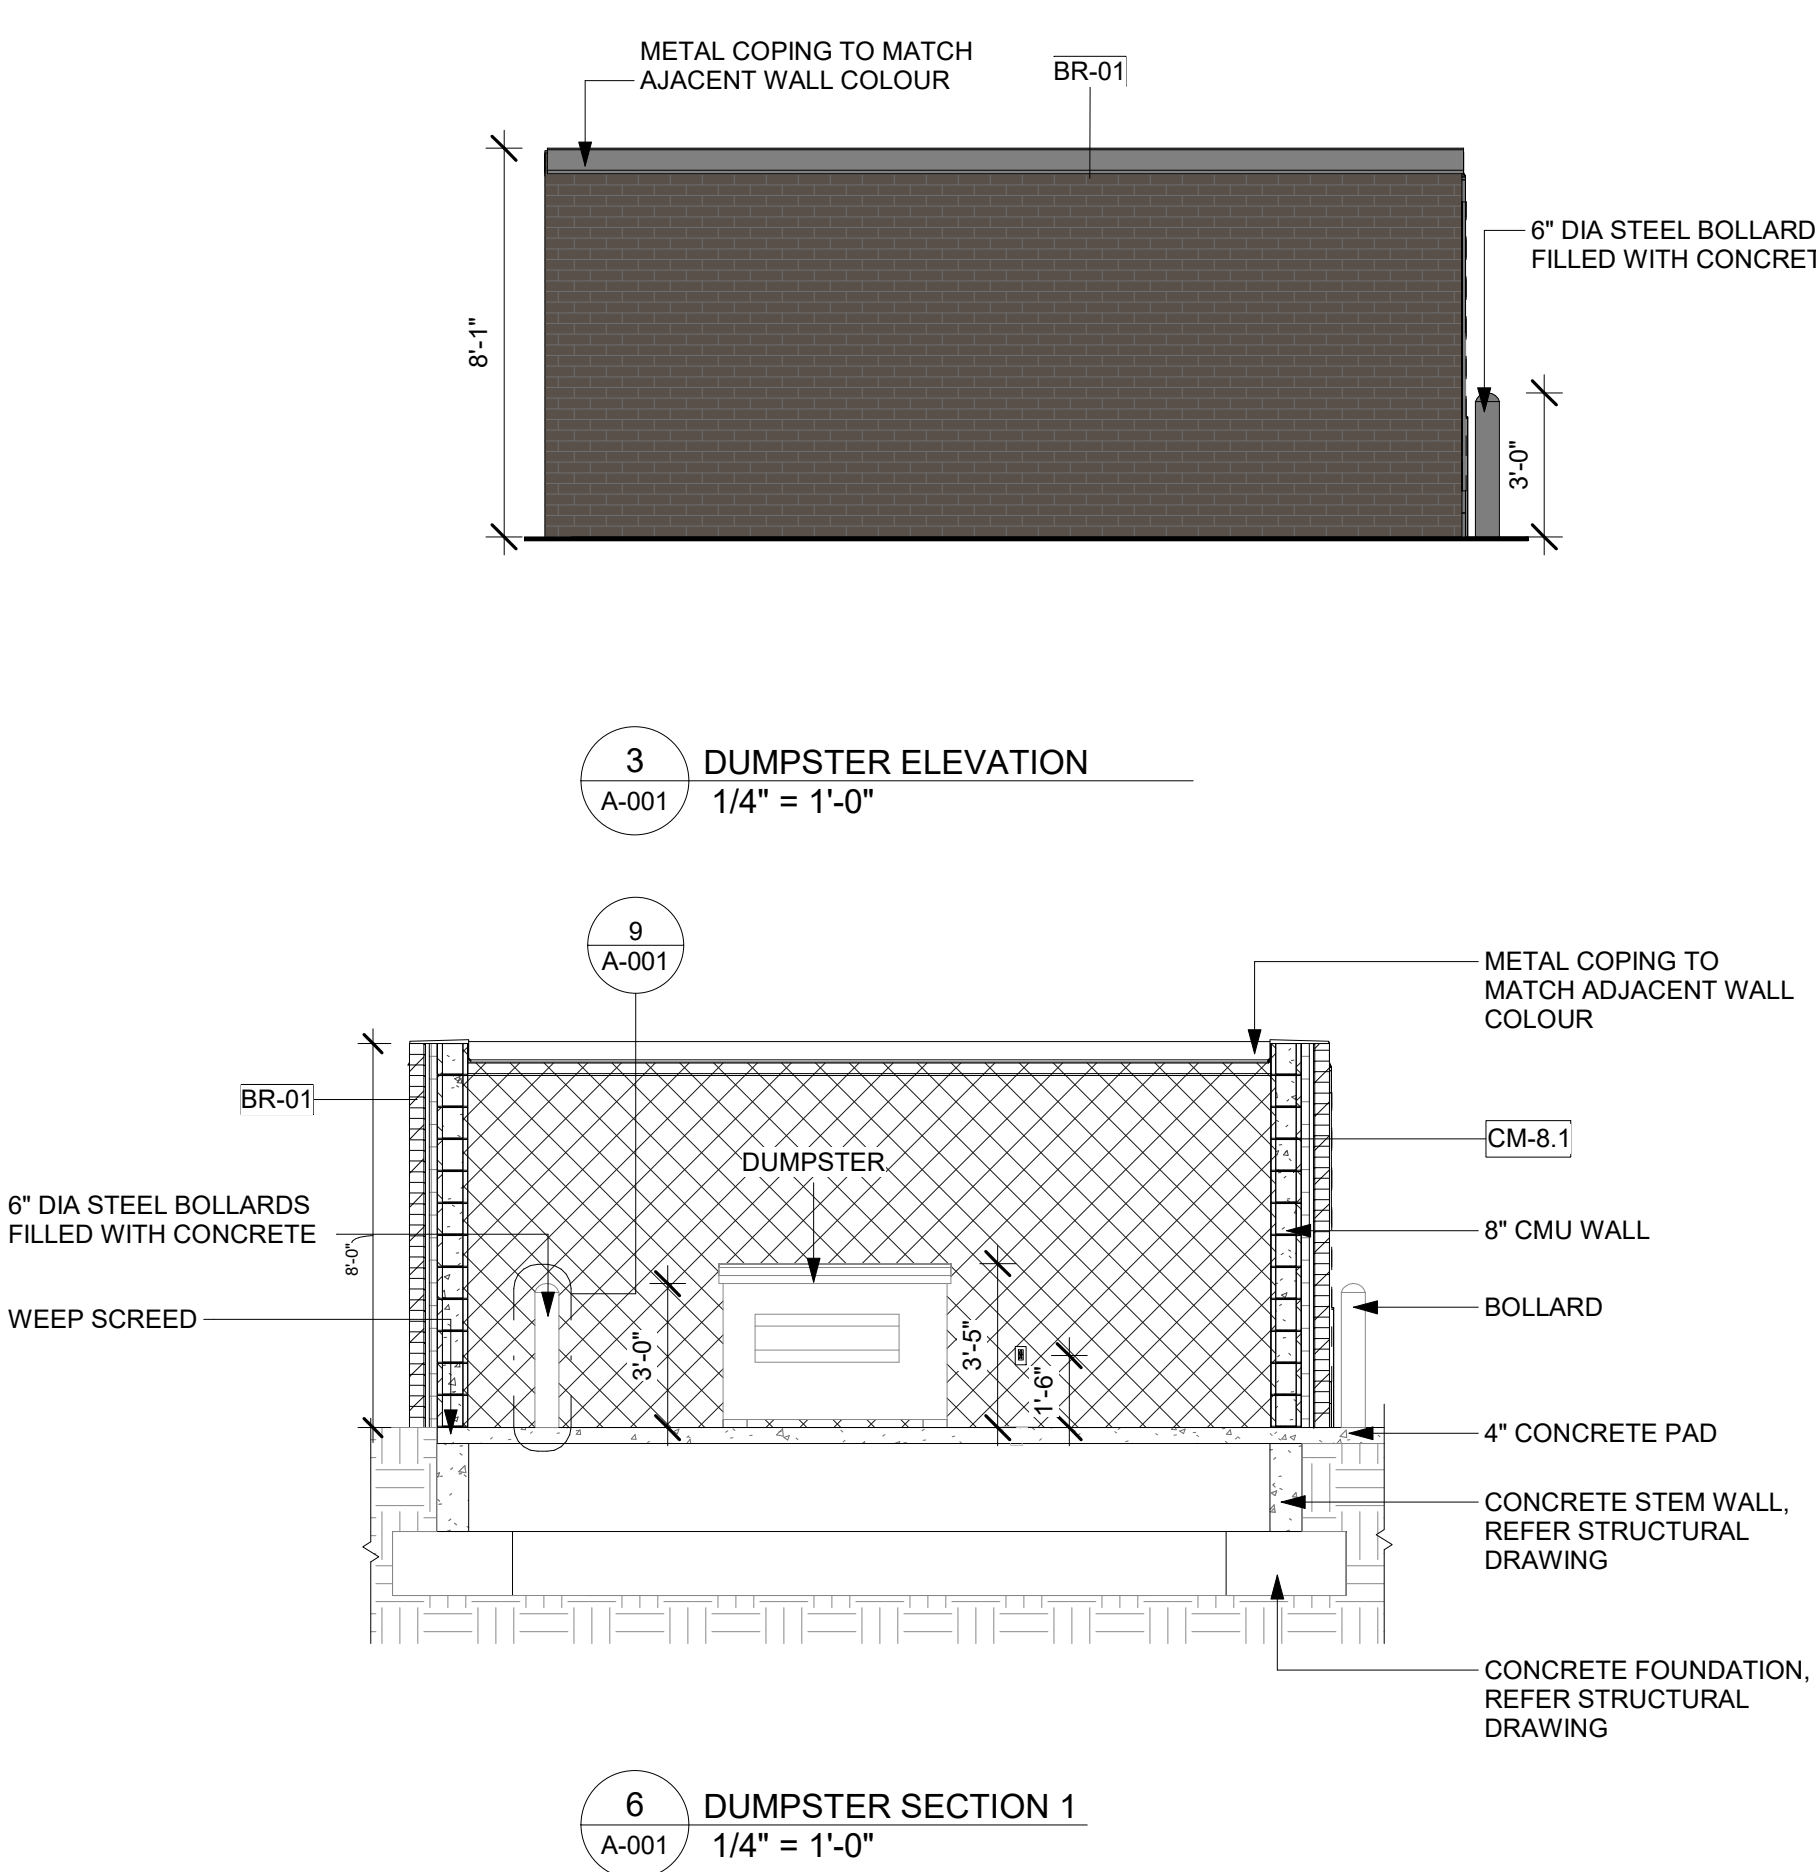 METAL COPING TO MATCH
AJACENT WALL COLOUR
BR-01
6" DIA STEEL BOLLARD
FILLED WITH CONCRET
8'-1"
3'-0"
3
A-001
DUMPSTER ELEVATION
1/4" = 1'-0"
9
A-001
METAL COPING TO
MATCH ADJACENT WALL
COLOUR
BR-01
CM-8.1
DUMPSTER
6" DIA STEEL BOLLARDS
FILLED WITH CONCRETE
8'-0"
8" CMU WALL
WEEP SCREED
BOLLARD
3'-0"
3'-5"
1'-6"
4" CONCRETE PAD
CONCRETE STEM WALL,
REFER STRUCTURAL
DRAWING
CONCRETE FOUNDATION,
REFER STRUCTURAL
DRAWING
6
A-001
DUMPSTER SECTION 1
1/4" = 1'-0"